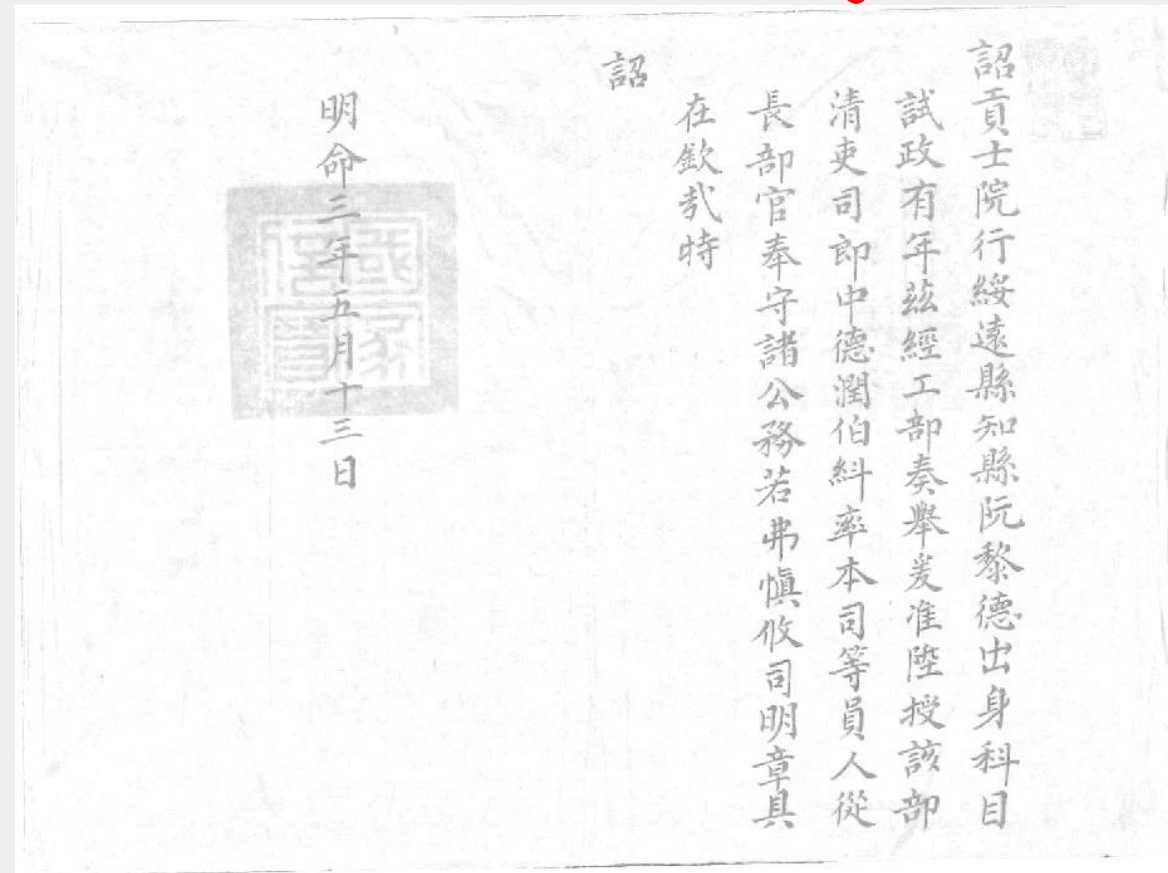 詔貢士院行綏遠縣知縣阮黎德出身科目
試政有年茲經工部奏舉爰准陞授該部
清吏司郎中德潤伯糾率本司等員人從
長部官奉守諸公務若弗慎攸司明章具
在欽哉特
詔
明命三年五月十三日